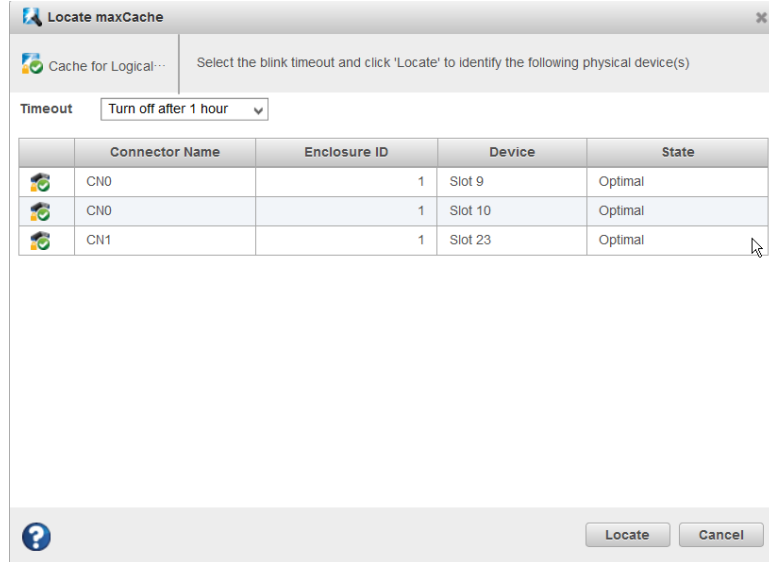 Locate maxCache
Cache for Logical···
Select the blink timeout and click 'Locate' to identify the following physical device(s)
Timeout Turn off after 1 hour
Connector Name Enclosure ID Device State
CN0 1 Slot 9 Optimal
CN0 1 Slot 10 Optimal
CN1 1 Slot 23 Optimal
? Locate Cancel